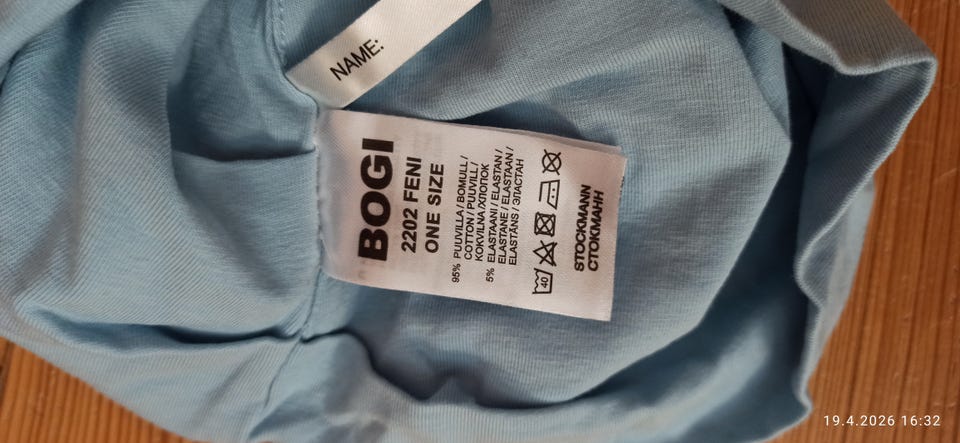 NAME:
BOGI
2202 FENI
ONE SIZE
95% PUUVILLA / BOMULL /
COTTON / PUUVILL /
KOKVILNA /ХЛОПОК
5% ELASTAANI / ELASTAN /
ELASTANE / ELASTAAN /
ELASTĀNS / ЭЛАСТАН
40
STOCKMANN
СТОКМАНН
19.4.2026 16:32